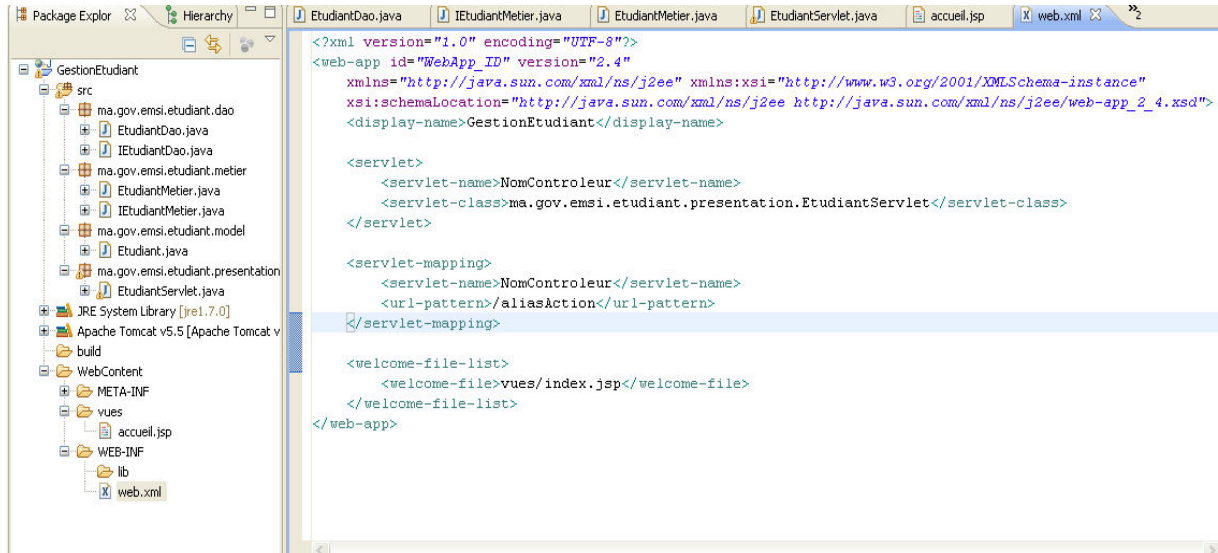 Package Explor
Hierarchy
GestionEtudiant
src
ma.gov.emsi.etudiant.dao
EtudiantDao.java
IEtudiantDao.java
ma.gov.emsi.etudiant.metier
EtudiantMetier.java
IEtudiantMetier.java
ma.gov.emsi.etudiant.model
Etudiant.java
ma.gov.emsi.etudiant.presentation
EtudiantServlet.java
JRE System Library [jre1.7.0]
Apache Tomcat v5.5 [Apache Tomcat v
build
WebContent
META-INF
vues
accueil.jsp
WEB-INF
lib
web.xml
EtudiantDao.java
IEtudiantMetier.java
EtudiantMetier.java
EtudiantServlet.java
accueil.jsp
web.xml
»2
<?xml version="1.0" encoding="UTF-8"?>
<web-app id="WebApp_ID" version="2.4"
xmlns="http://java.sun.com/xml/ns/j2ee" xmlns:xsi="http://www.w3.org/2001/XMLSchema-instance"
xsi:schemaLocation="http://java.sun.com/xml/ns/j2ee http://java.sun.com/xml/ns/j2ee/web-app_2_4.xsd">
<display-name>GestionEtudiant</display-name>
<servlet>
<servlet-name>NomControleur</servlet-name>
<servlet-class>ma.gov.emsi.etudiant.presentation.EtudiantServlet</servlet-class>
</servlet>
<servlet-mapping>
<servlet-name>NomControleur</servlet-name>
<url-pattern>/aliasAction</url-pattern>
</servlet-mapping>
<welcome-file-list>
<welcome-file>vues/index.jsp</welcome-file>
</welcome-file-list>
</web-app>